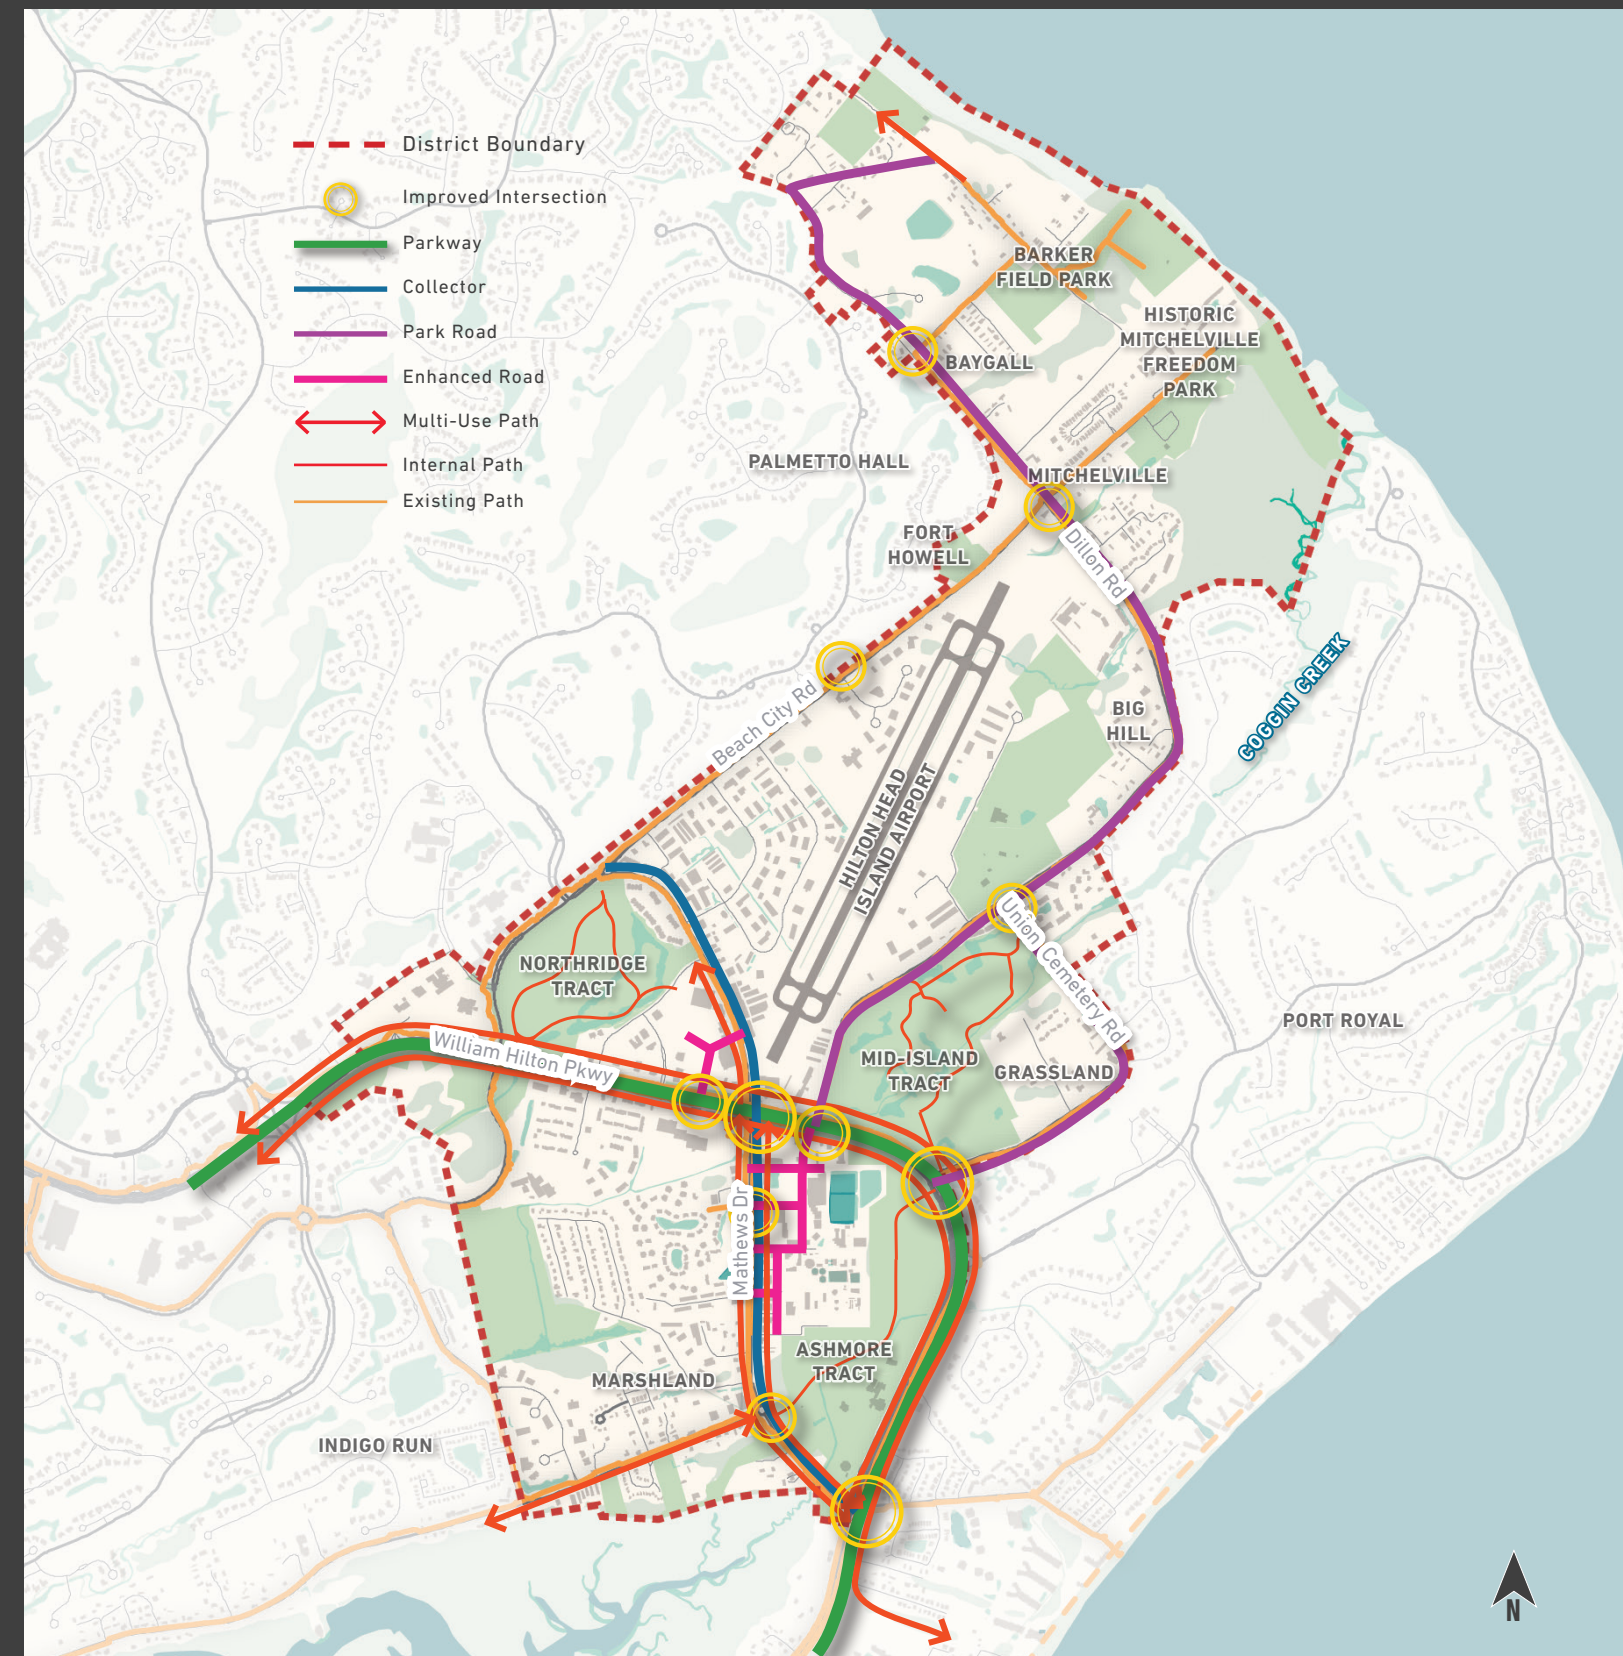 District Boundary
Improved Intersection
Parkway
Collector
Park Road
Enhanced Road
Multi-Use Path
Internal Path
Existing Path
BARKER
FIELD PARK
HISTORIC
MITCHELVILLE
FREEDOM
PARK
BAYGALL
PALMETTO HALL
MITCHELVILLE
FORT
HOWELL
Dillon Rd
Beach City Rd
BIG
HILL
COGGIN CREEK
HILTON HEAD
ISLAND AIRPORT
Union Cemetery Rd
NORTHRIDGE
TRACT
PORT ROYAL
William Hilton Pkwy
MID-ISLAND
TRACT
GRASSLAND
Mathews Dr
ASHMORE
TRACT
MARSHLAND
INDIGO RUN
N